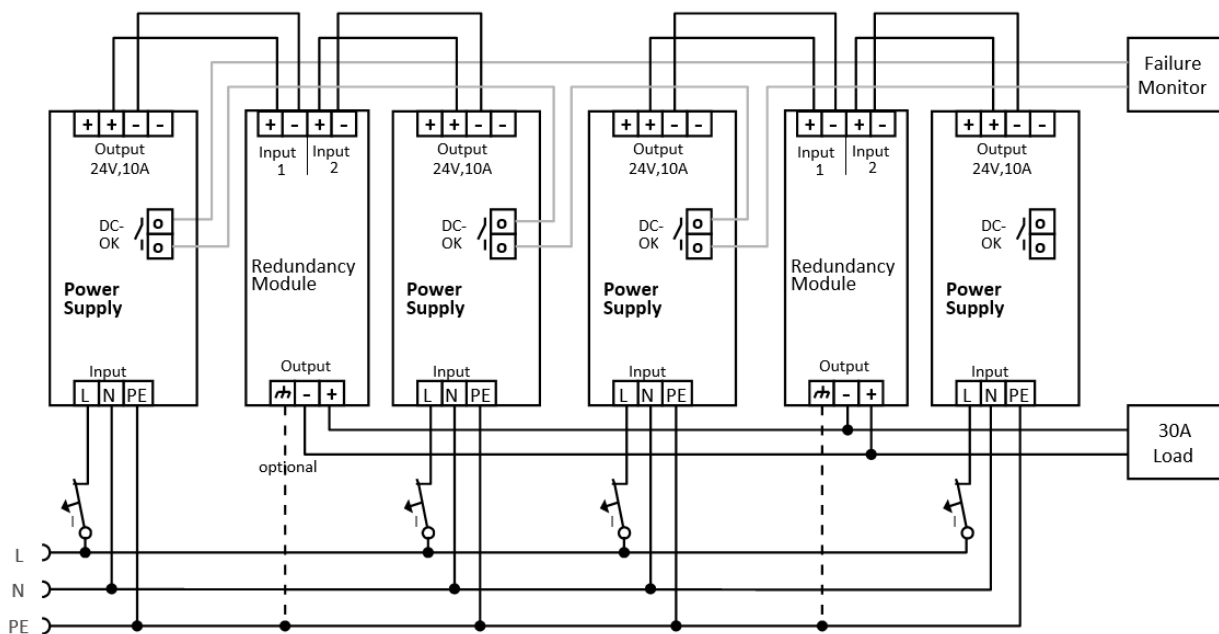 Failure
Monitor
+ + - -
Output
24V,10A
DC-
OK
o
o
Power
Supply
Input
L N PE
+ - + -
Input
1
Input
2
Redundancy
Module
Output
- +
optional
+ + - -
Output
24V,10A
DC-
OK
o
o
Power
Supply
Input
L N PE
+ + - -
Output
24V,10A
DC-
OK
o
o
Power
Supply
Input
L N PE
+ - + -
Input
1
Input
2
Redundancy
Module
Output
- +
+ + - -
Output
24V,10A
DC-
OK
o
o
Power
Supply
Input
L N PE
30A
Load
I
I
I
I
L
N
PE